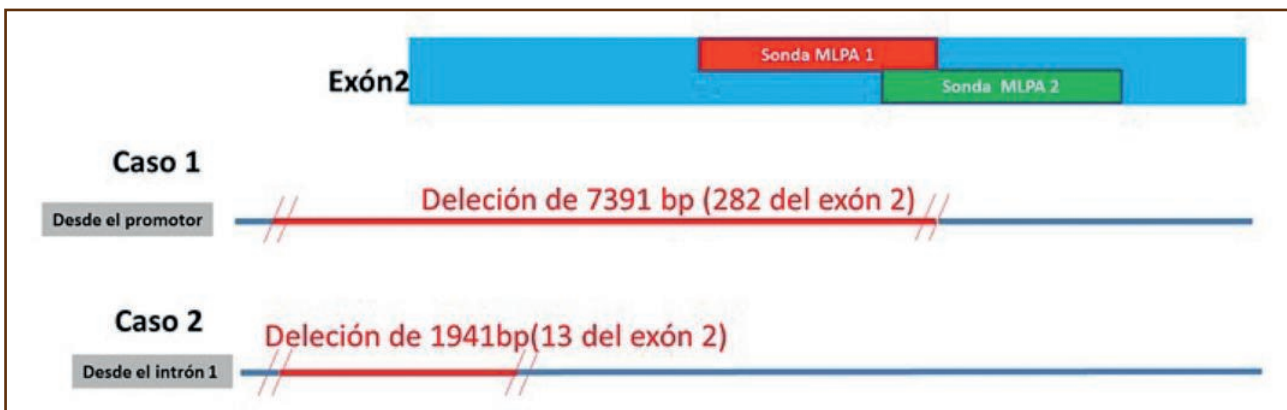 Sonda MLPA 1
Exón2
Sonda MLPA 2
Caso 1
Deleción de 7391 bp (282 del exón 2)
Desde el promotor
Caso 2
Deleción de 1941bp(13 del exón 2)
Desde el intrón 1